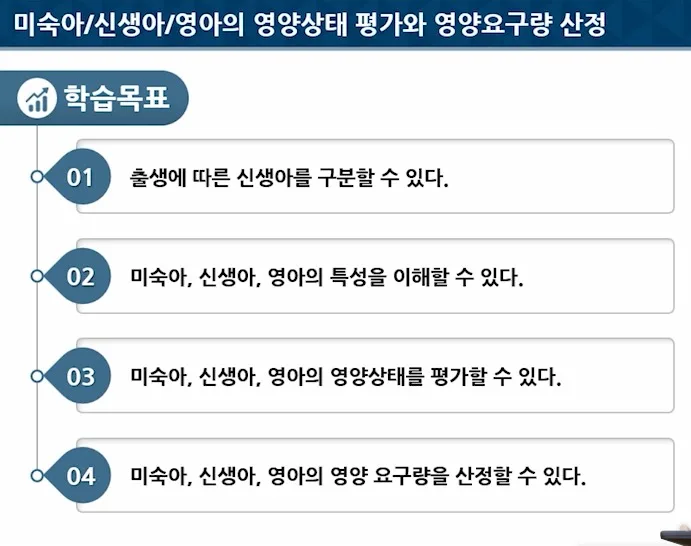 미숙아/신생아/영아의 영양상태 평가와 영양요구량 산정
학습목표
01 출생에 따른 신생아를 구분할 수 있다.
02 미숙아, 신생아, 영아의 특성을 이해할 수 있다.
03 미숙아, 신생아, 영아의 영양상태를 평가할 수 있다.
04 미숙아, 신생아, 영아의 영양 요구량을 산정할 수 있다.